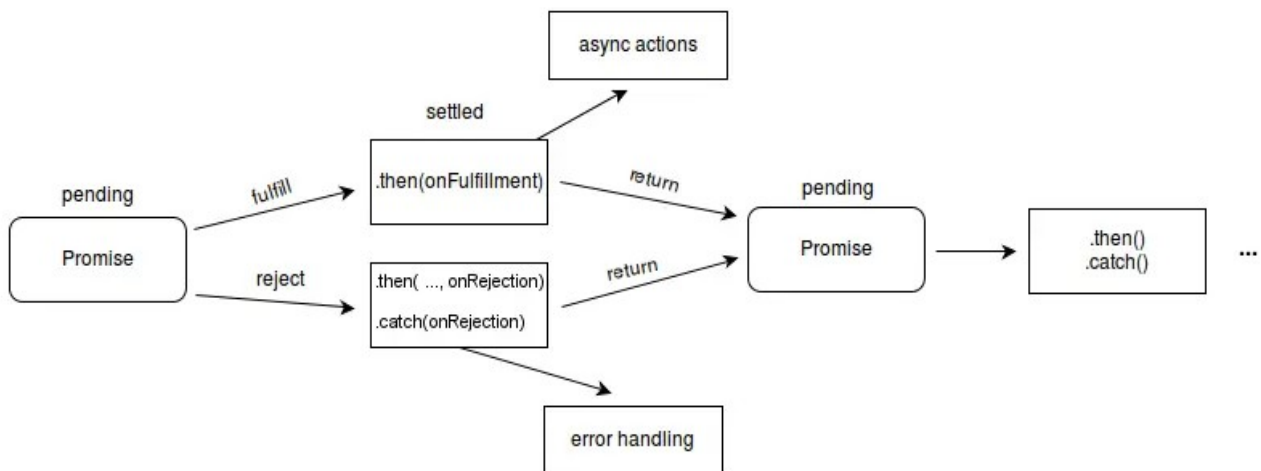 async actions
settled
.then(onFulfillment)
pending
fulfill
return
pending
Promise
Promise
.then()
.catch()
...
reject
.then( ..., onRejection)
.catch(onRejection)
return
error handling